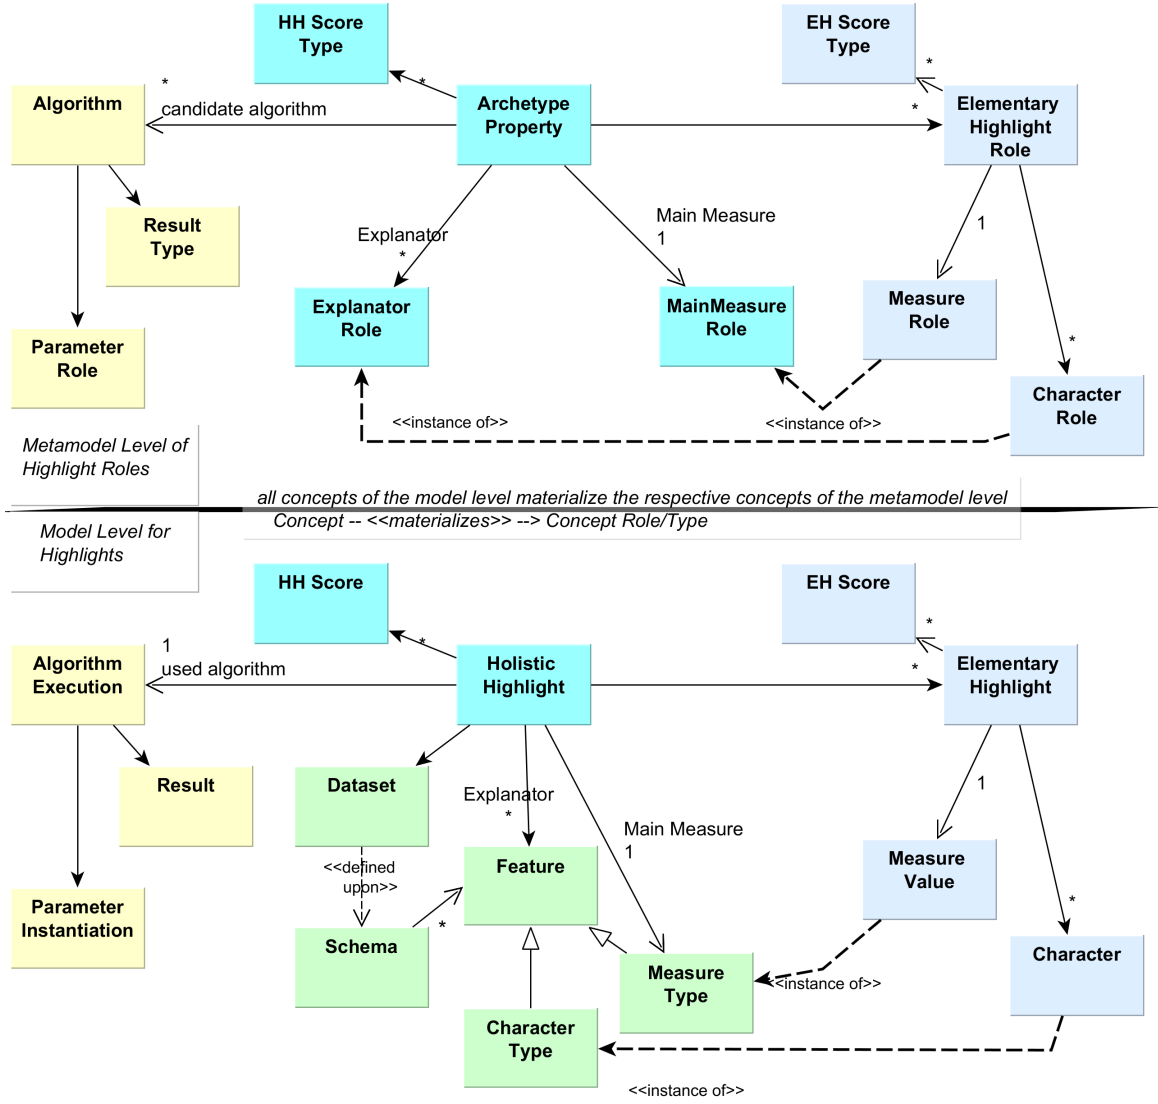 HH Score
Type
EH Score
Type
*
*
*
Algorithm
candidate algorithm
Archetype
Property
*
Elementary
Highlight
Role
Result
Type
Explanator
*
Main Measure
1
1
Explanator
Role
MainMeasure
Role
Measure
Role
*
Parameter
Role
Character
Role
<<instance of>>
<<instance of>>
Metamodel Level of
Highlight Roles
all concepts of the model level materialize the respective concepts of the metamodel level
Concept -- <<materializes>> --> Concept Role/Type
Model Level for
Highlights
HH Score
EH Score
*
*
1
used algorithm
Algorithm
Execution
Holistic
Highlight
*
Elementary
Highlight
Result
Dataset
Explanator
*
Main Measure
1
1
<<defined
upon>>
Feature
Measure
Value
*
Parameter
Instantiation
Schema
*
Measure
Type
<<instance of>>
Character
Character
Type
<<instance of>>